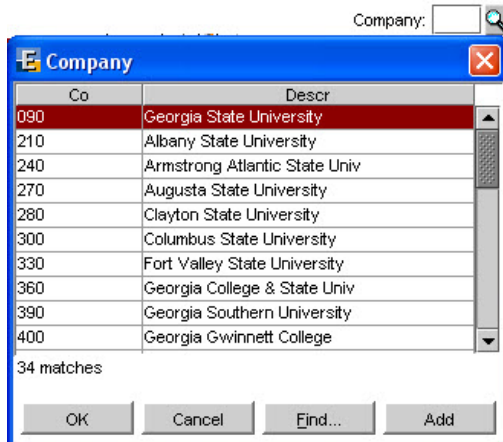 Company:
E Company
Co Descr
090 Georgia State University
210 Albany State University
240 Armstrong Atlantic State Univ
270 Augusta State University
280 Clayton State University
300 Columbus State University
330 Fort Valley State University
360 Georgia College & State Univ
390 Georgia Southern University
400 Georgia Gwinnett College
34 matches
OK Cancel Find... Add